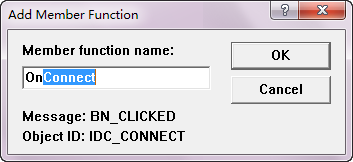 Add Member Function
Member function name:
OnConnect
OK
Cancel
Message: BN_CLICKED
Object ID: IDC_CONNECT